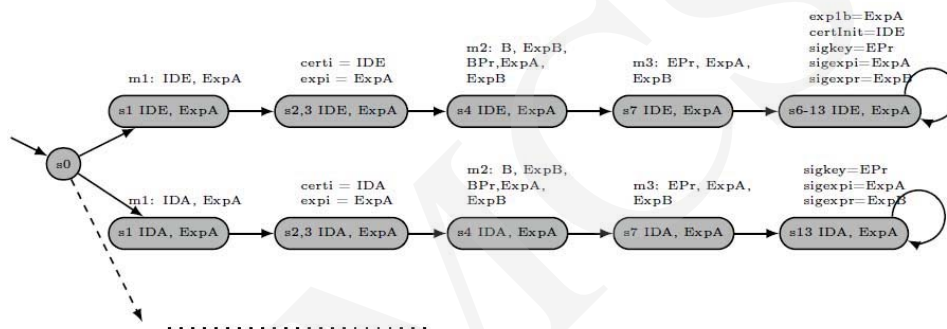 exp1b=ExpA
certInit=IDE
sigkey=EPr
sigexpi=ExpA
sigexpr=ExpB
m2: B, ExpB,
BPr,ExpA,
ExpB
certi = IDE
expi = ExpA
m1: IDE, ExpA
m3: EPr, ExpA,
ExpB
s1 IDE, ExpA
s2,3 IDE, ExpA
s4 IDE, ExpA
s7 IDE, ExpA
s6-13 IDE, ExpA
s0
m1: IDA, ExpA
certi = IDA
expi = ExpA
m2: B, ExpB,
BPr,ExpA,
ExpB
m3: EPr, ExpA,
ExpB
sigkey=EPr
sigexpi=ExpA
sigexpr=ExpB
s1 IDA, ExpA
s2,3 IDA, ExpA
s4 IDA, ExpA
s7 IDA, ExpA
s13 IDA, ExpA